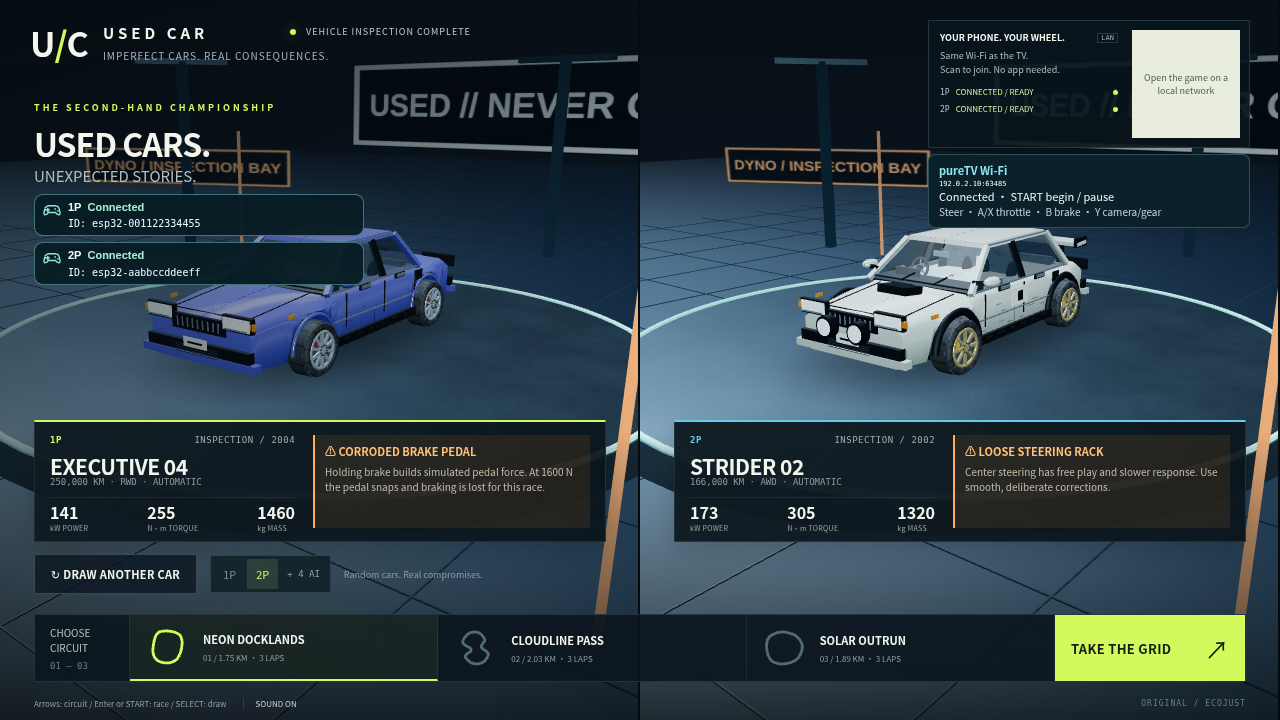 U/C
USED CAR
IMPERFECT CARS. REAL CONSEQUENCES.
VEHICLE INSPECTION COMPLETE
THE SECOND-HAND CHAMPIONSHIP
USED CARS.
UNEXPECTED STORIES.
USED // NEVER
DYNO / INSPECTION BAY
1P Connected
ID: esp32-001122334455
2P Connected
ID: esp32-aabbccddeeff
YOUR PHONE. YOUR WHEEL.
LAN
Same Wi-Fi as the TV.
Scan to join. No app needed.
1P CONNECTED / READY
2P CONNECTED / READY
Open the game on a
local network
DYNO / INSPECTION BAY
pureTV Wi-Fi
192.0.2.10:63485
Connected · START begin / pause
Steer · A/X throttle · B brake · Y camera/gear
1P
INSPECTION / 2004
EXECUTIVE 04
250,000 KM · RWD · AUTOMATIC
141
255
1460
kW POWER
N·m TORQUE
kg MASS
⚠ CORRODED BRAKE PEDAL
Holding brake builds simulated pedal force. At 1600 N
the pedal snaps and braking is lost for this race.
2P
INSPECTION / 2002
STRIDER 02
166,000 KM · AWD · AUTOMATIC
173
305
1320
kW POWER
N·m TORQUE
kg MASS
⚠ LOOSE STEERING RACK
Center steering has free play and slower response. Use
smooth, deliberate corrections.
↻ DRAW ANOTHER CAR
1P
2P
+ 4 AI
Random cars. Real compromises.
CHOOSE
CIRCUIT
01 — 03
NEON DOCKLANDS
01 / 1.75 KM · 3 LAPS
CLOUDLINE PASS
02 / 2.03 KM · 3 LAPS
SOLAR OUTRUN
03 / 1.89 KM · 3 LAPS
TAKE THE GRID ↗
Arrows: circuit / Enter or START: race / SELECT: draw
SOUND ON
ORIGINAL / ECOJUST